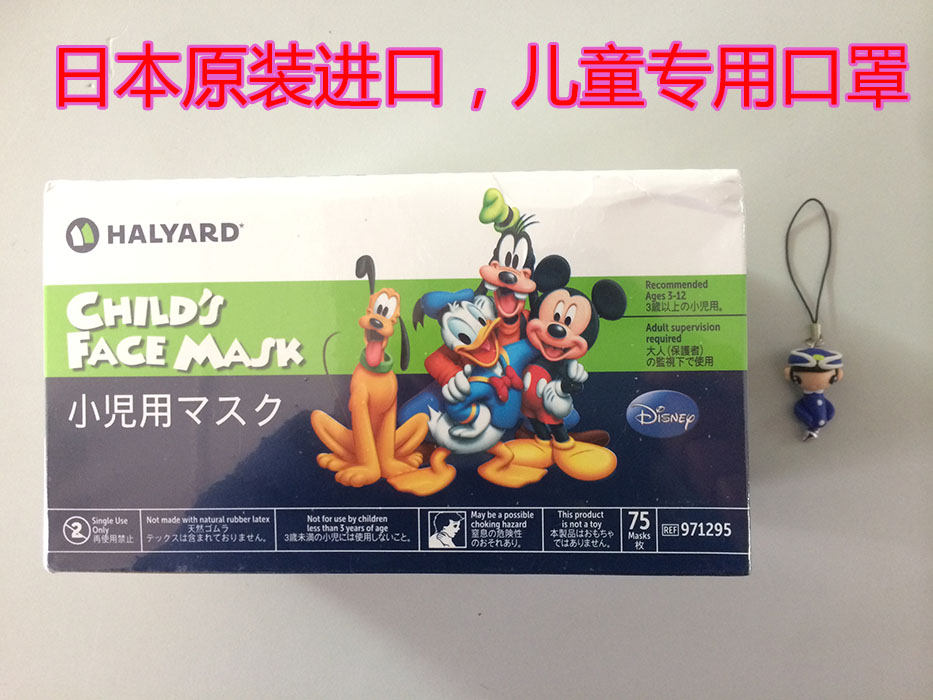 日本原装进口，儿童专用口罩
HALYARD*
CHILD'S
FACE MASK
小児用マスク
Recommended
Ages 3-12
3歳以上の小児用。
Adult supervision
required
大人(保護者)
の監視下で使用
Disney
2
Single Use
Only
再使用禁止
Not made with natural rubber latex
天然ゴムラ
テックスは含まれておりません。
Not for use by children
less than 3 years of age
3歳未満の小児には使用しないこと。
May be a possible
choking hazard
窒息の危険性
のおそれあり。
This product
is not a toy
本製品はおもちゃ
ではありません。
75
Masks
枚
REF 971295